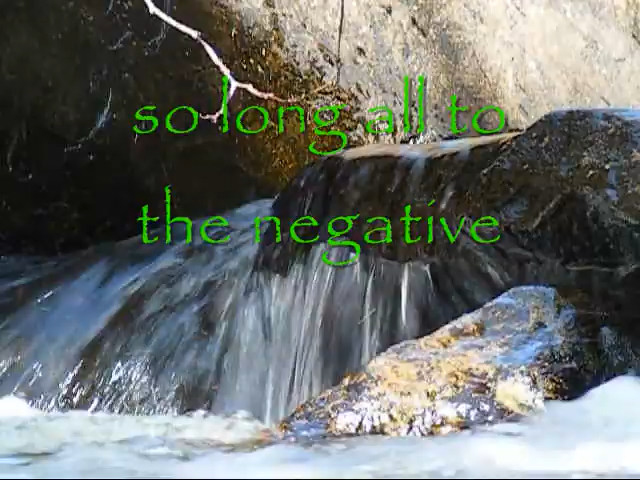 so long all to
the negative